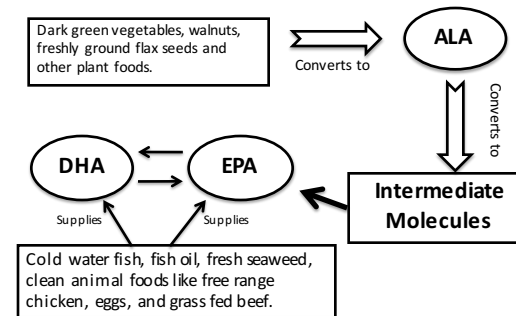 Dark green vegetables, walnuts,
freshly ground flax seeds and
other plant foods.
Converts to
ALA
Converts to
Intermediate
Molecules
EPA
DHA
Supplies
Supplies
Cold water fish, fish oil, fresh seaweed,
clean animal foods like free range
chicken, eggs, and grass fed beef.